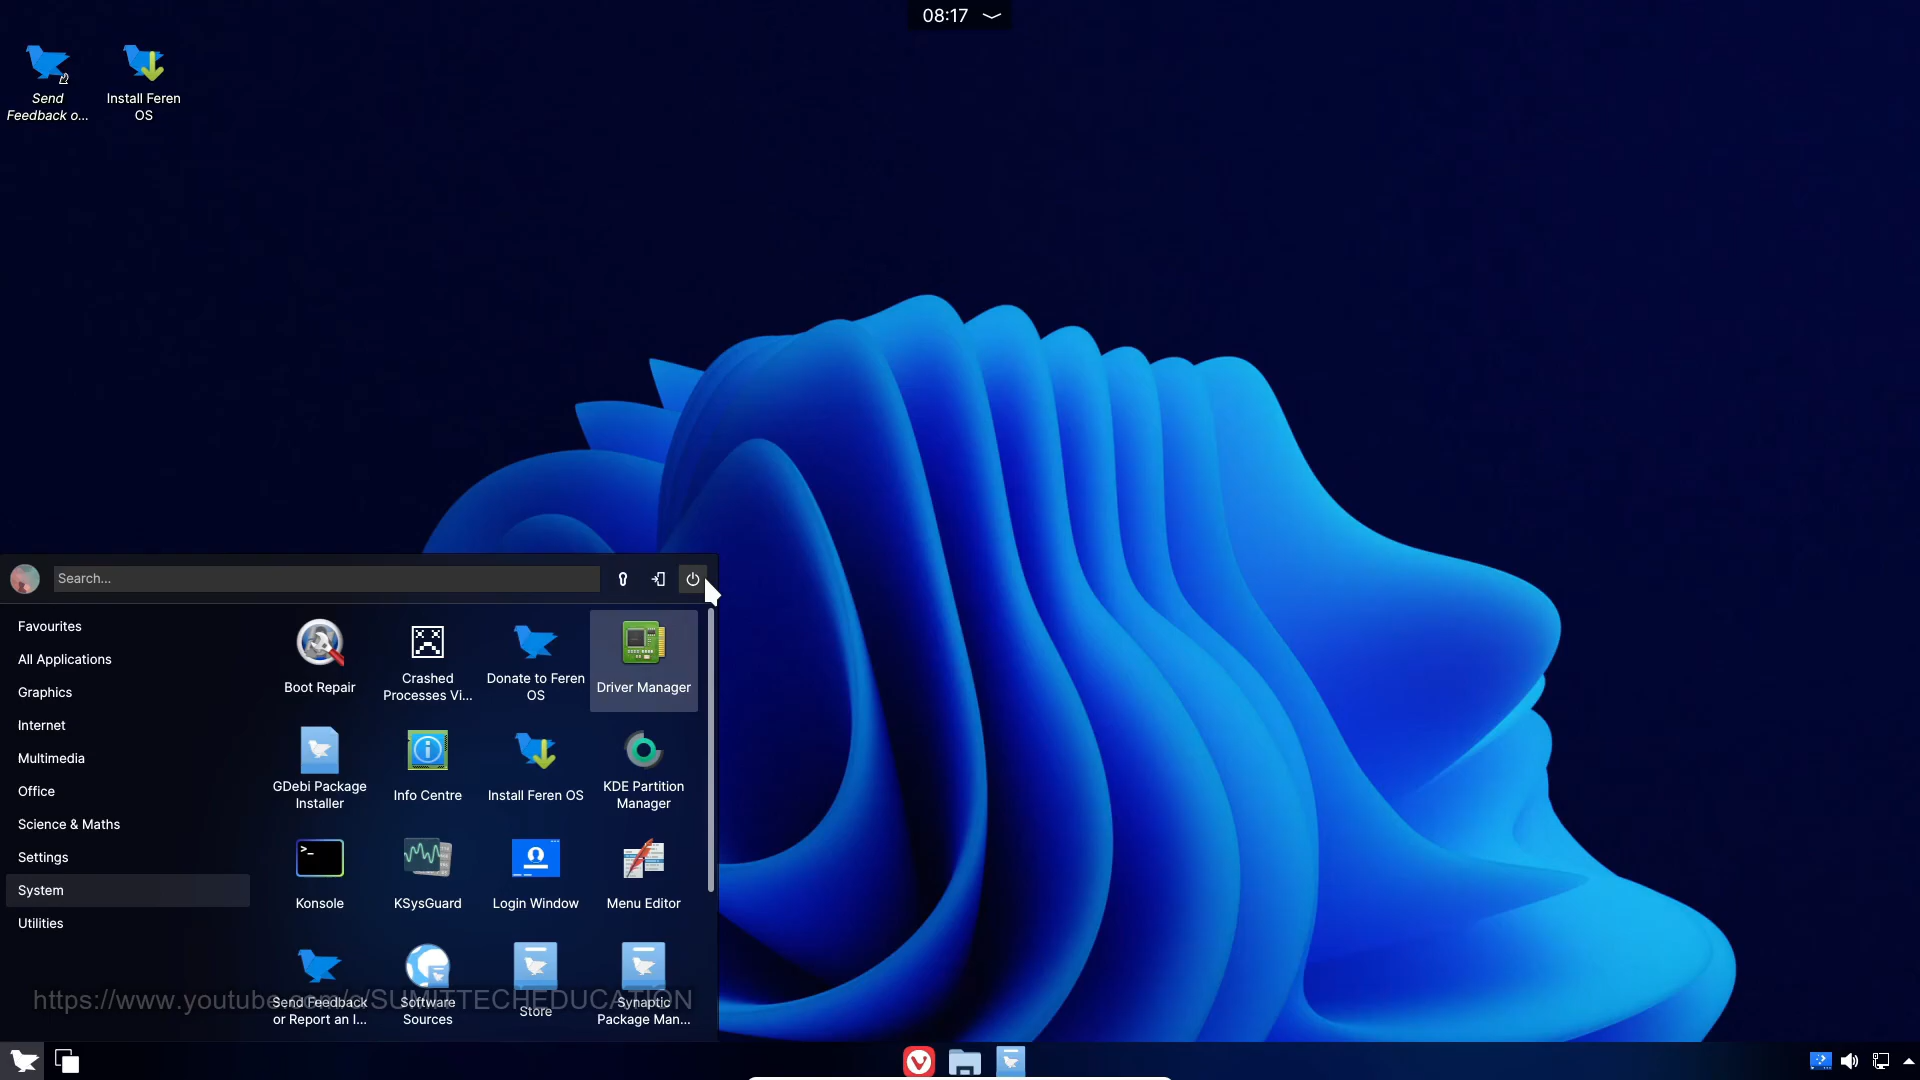 08:17
Send
Feedback o...
Install Feren
OS
Search...
Favourites
All Applications
Graphics
Internet
Multimedia
Office
Science & Maths
Settings
System
Utilities
Boot Repair
Crashed
Processes Vi...
Donate to Feren
OS
Driver Manager
GDebi Package
Installer
Info Centre
Install Feren OS
KDE Partition
Manager
>_
Konsole
KSysGuard
Login Window
Menu Editor
Send Feedback
or Report an I...
Software
Sources
Store
Synaptic
Package Man...
https://www.youtube.com/c/SUMITTECHEDUCATION